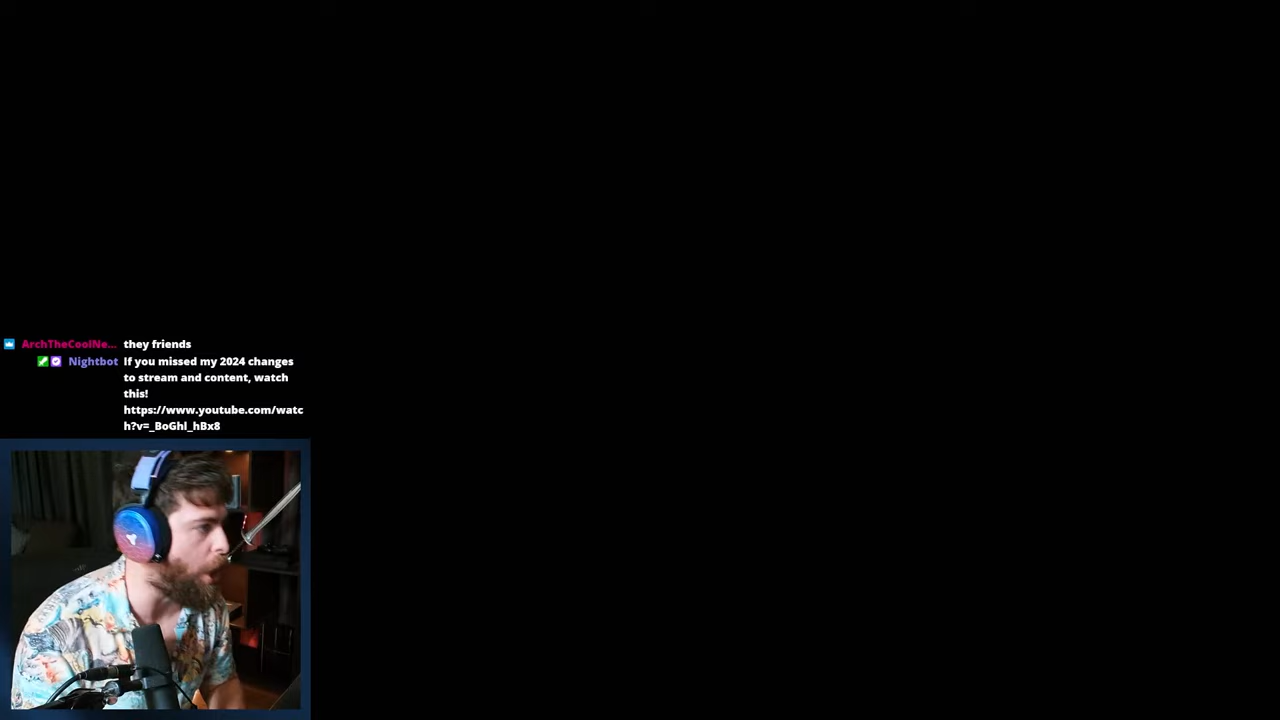 ArchTheCoolNe... they friends
Nightbot If you missed my 2024 changes
to stream and content, watch
this!
https://www.youtube.com/watc
h?v=_BoGhl_hBx8